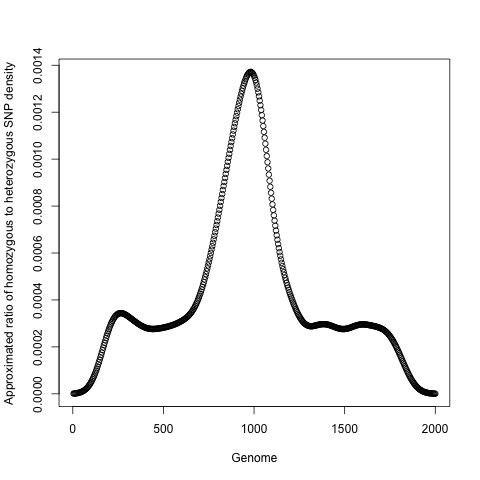 Approximated ratio of homozygous to heterozygous SNP density
0.0014
0.0012
0.0010
0.0008
0.0006
0.0004
0.0002
0.0000
0 500 1000 1500 2000
Genome